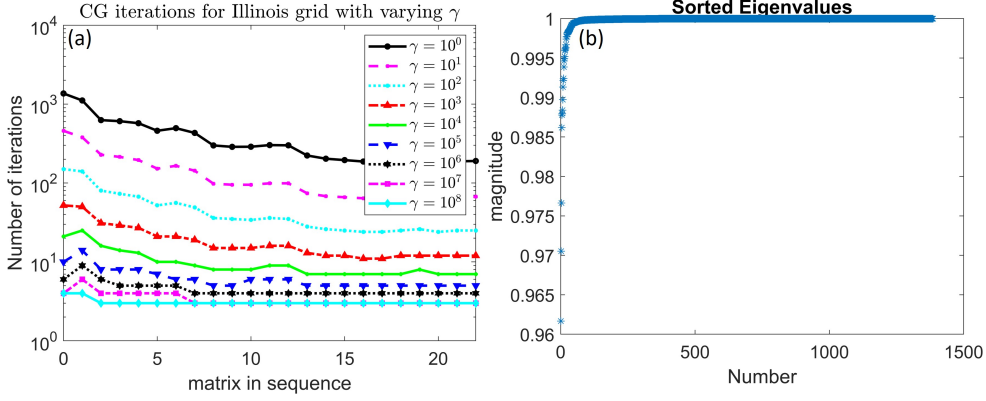 CG iterations for Illinois grid with varying γ
(a)
Number of iterations
10^4
10^3
10^2
10^1
10^0
0
5
10
15
20
matrix in sequence
γ = 10^0
γ = 10^1
γ = 10^2
γ = 10^3
γ = 10^4
γ = 10^5
γ = 10^6
γ = 10^7
γ = 10^8
Sorted Eigenvalues
(b)
magnitude
1
0.995
0.99
0.985
0.98
0.975
0.97
0.965
0.96
0
500
1000
1500
Number